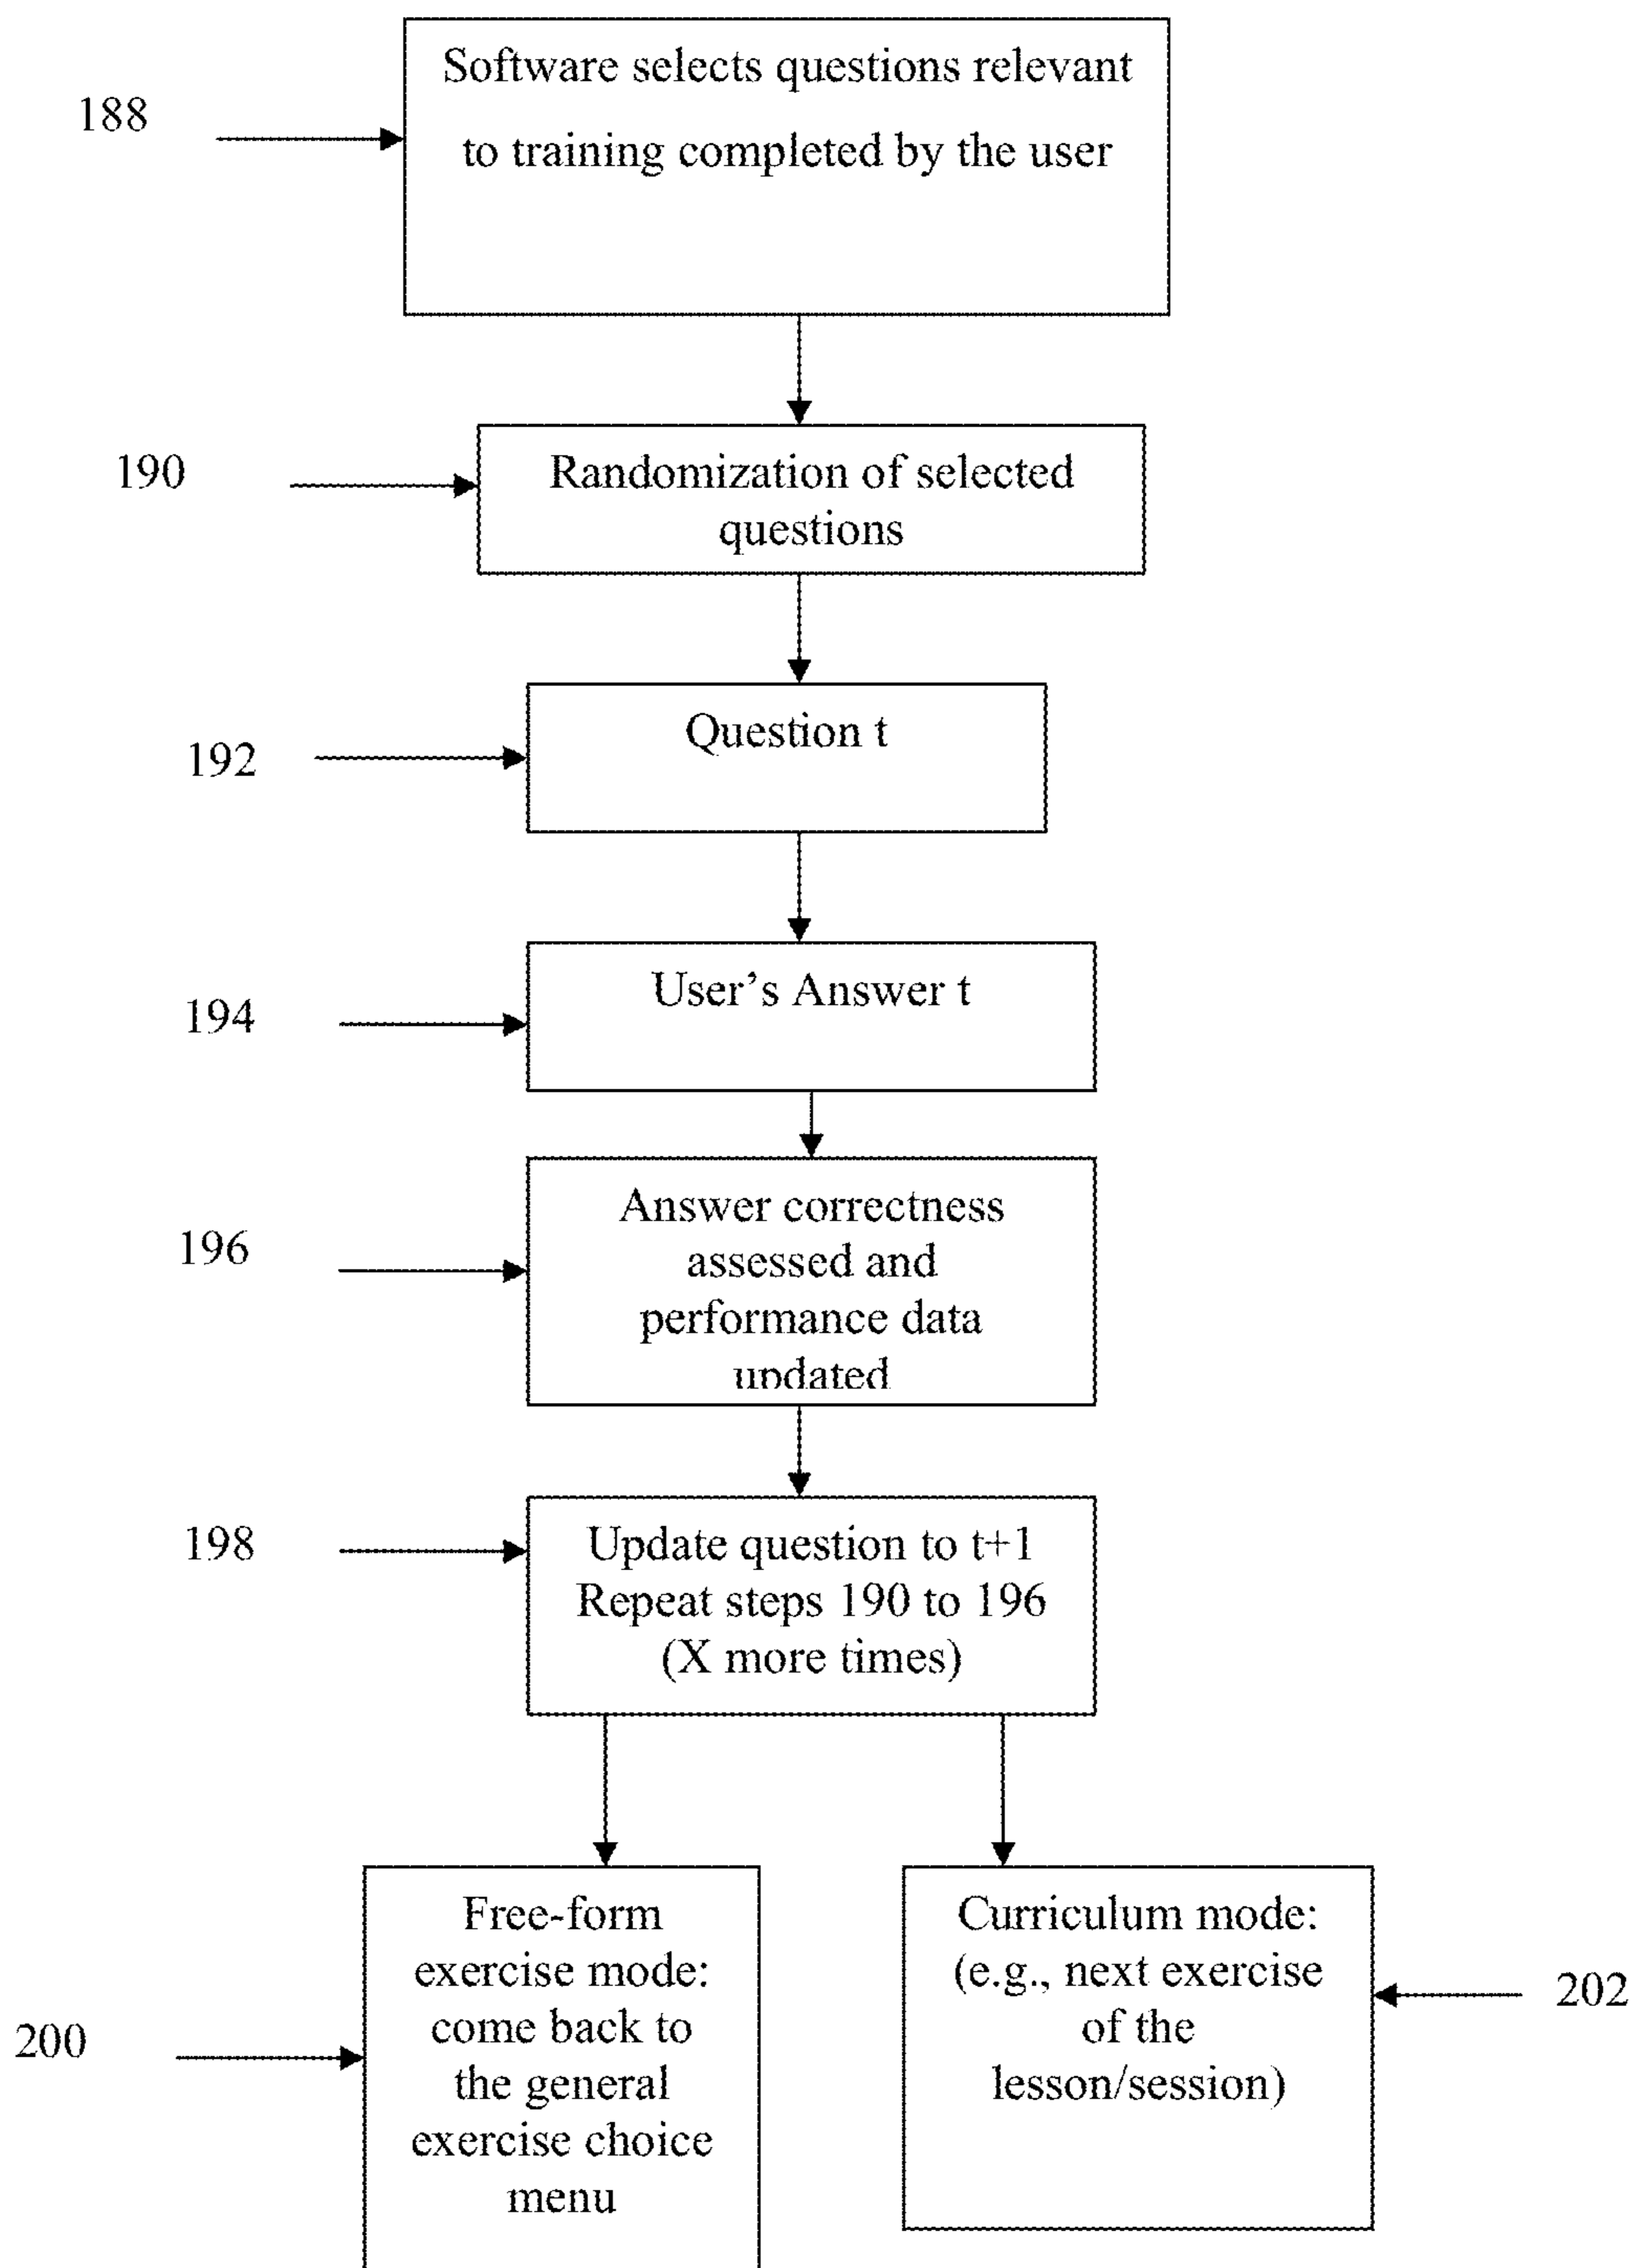 188
Software selects questions relevant
to training completed by the user
190
Randomization of selected
questions
192
Question t
194
User’s Answer t
196
Answer correctness
assessed and
performance data
updated
198
Update question to t+1
Repeat steps 190 to 196
(X more times)
200
Free-form
exercise mode:
come back to
the general
exercise choice
menu
Curriculum mode:
(e.g., next exercise
of the
lesson/session)
202